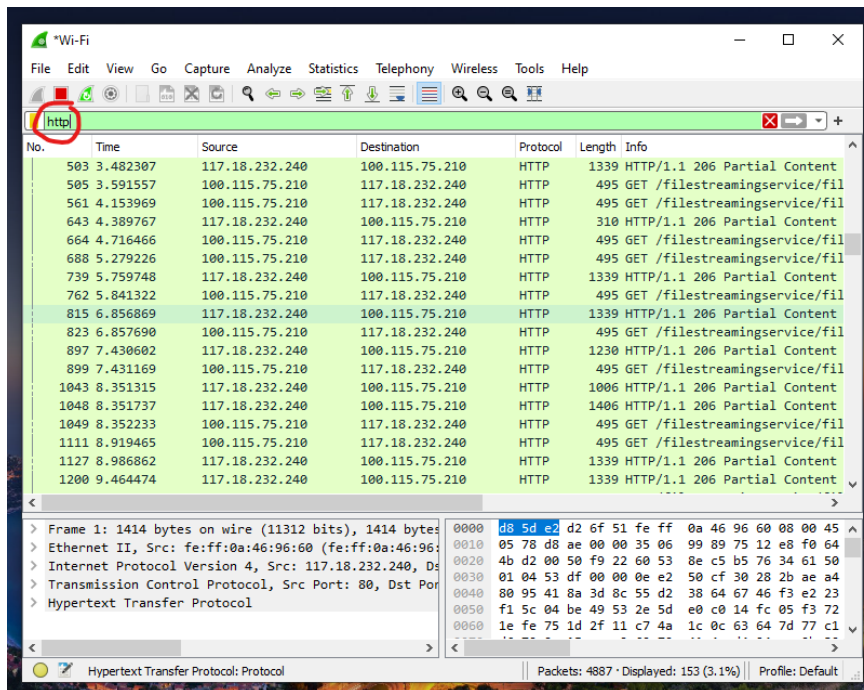 *Wi-Fi
File Edit View Go Capture Analyze Statistics Telephony Wireless Tools Help
http
No. Time Source Destination Protocol Length Info
503 3.482307 117.18.232.240 100.115.75.210 HTTP 1339 HTTP/1.1 206 Partial Content
505 3.591557 100.115.75.210 117.18.232.240 HTTP 495 GET /filestreamingservice/fil
561 4.153969 100.115.75.210 117.18.232.240 HTTP 495 GET /filestreamingservice/fil
643 4.389767 117.18.232.240 100.115.75.210 HTTP 310 HTTP/1.1 206 Partial Content
664 4.716466 100.115.75.210 117.18.232.240 HTTP 495 GET /filestreamingservice/fil
688 5.279226 100.115.75.210 117.18.232.240 HTTP 495 GET /filestreamingservice/fil
739 5.759748 117.18.232.240 100.115.75.210 HTTP 1339 HTTP/1.1 206 Partial Content
762 5.841322 100.115.75.210 117.18.232.240 HTTP 495 GET /filestreamingservice/fil
815 6.856869 117.18.232.240 100.115.75.210 HTTP 1339 HTTP/1.1 206 Partial Content
823 6.857690 100.115.75.210 117.18.232.240 HTTP 495 GET /filestreamingservice/fil
897 7.430602 117.18.232.240 100.115.75.210 HTTP 1230 HTTP/1.1 206 Partial Content
899 7.431169 100.115.75.210 117.18.232.240 HTTP 495 GET /filestreamingservice/fil
1043 8.351315 117.18.232.240 100.115.75.210 HTTP 1006 HTTP/1.1 206 Partial Content
1048 8.351737 117.18.232.240 100.115.75.210 HTTP 1406 HTTP/1.1 206 Partial Content
1049 8.352233 100.115.75.210 117.18.232.240 HTTP 495 GET /filestreamingservice/fil
1111 8.919465 100.115.75.210 117.18.232.240 HTTP 495 GET /filestreamingservice/fil
1127 8.986862 117.18.232.240 100.115.75.210 HTTP 1339 HTTP/1.1 206 Partial Content
1200 9.464474 117.18.232.240 100.115.75.210 HTTP 1339 HTTP/1.1 206 Partial Content
Frame 1: 1414 bytes on wire (11312 bits), 1414 bytes
Ethernet II, Src: fe:ff:0a:46:96:60 (fe:ff:0a:46:96:
Internet Protocol Version 4, Src: 117.18.232.240, Ds
Transmission Control Protocol, Src Port: 80, Dst Por
Hypertext Transfer Protocol
0000 d8 5d e2 d2 6f 51 fe ff 0a 46 96 60 08 00 45
0010 05 78 d8 ae 00 00 35 06 99 89 75 12 e8 f0 64
0020 4b d2 00 50 f9 22 60 53 8e c5 b5 76 34 61 50
0030 01 04 53 df 00 00 0e e2 50 cf 30 28 2b ae a4
0040 80 95 41 8a 3d 8c 55 d2 38 64 67 46 f3 e2 23
0050 f1 5c 04 be 49 53 2e 5d e0 c0 14 fc 05 f3 72
0060 1e fe 75 1d 2f 11 c7 4a 1c 0c 63 64 7d 77 c1
Hypertext Transfer Protocol: Protocol
Packets: 4887 · Displayed: 153 (3.1%)
Profile: Default